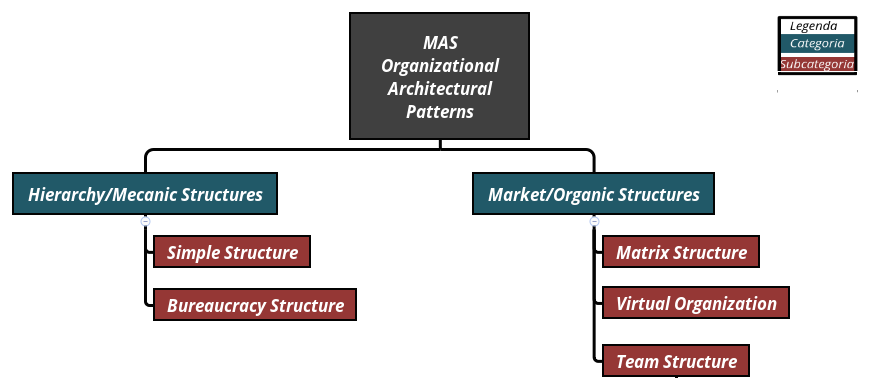 MAS
Organizational
Architectural
Patterns
Legenda
Categoria
Subcategoria
Hierarchy/Mecanic Structures
Market/Organic Structures
Simple Structure
Matrix Structure
Bureaucracy Structure
Virtual Organization
Team Structure